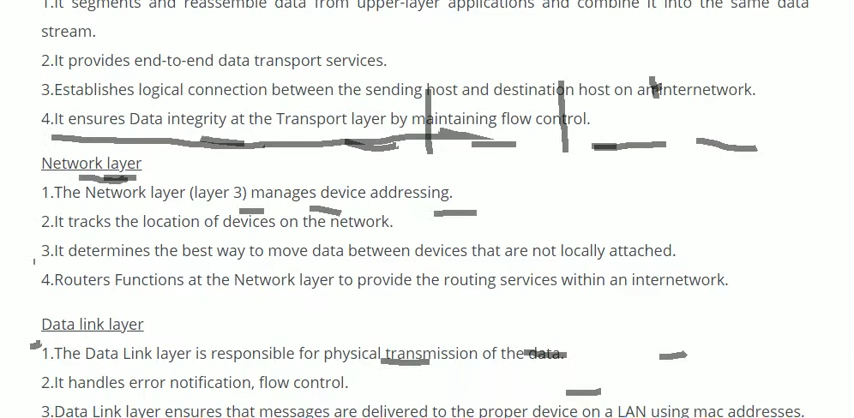 1.It segments and reassemble data from upper-layer applications and combine it into the same data
stream.
2.It provides end-to-end data transport services.
3.Establishes logical connection between the sending host and destination host on an internetwork.
4.It ensures Data integrity at the Transport layer by maintaining flow control.
Network layer
1.The Network layer (layer 3) manages device addressing.
2.It tracks the location of devices on the network.
3.It determines the best way to move data between devices that are not locally attached.
4.Routers Functions at the Network layer to provide the routing services within an internetwork.
Data link layer
1.The Data Link layer is responsible for physical transmission of the data.
2.It handles error notification, flow control.
3.Data Link layer ensures that messages are delivered to the proper device on a LAN using mac addresses.